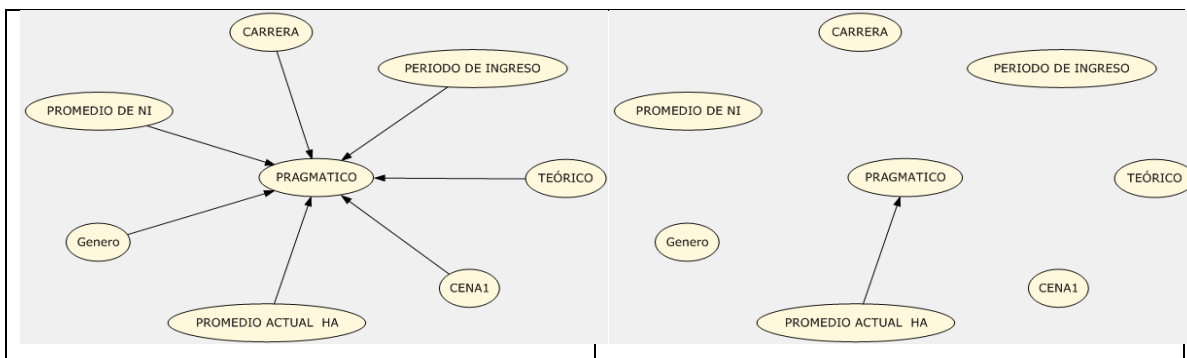 CARRERA
PERIODO DE INGRESO
PROMEDIO DE NI
PRAGMATICO
TEÓRICO
Genero
CENA1
PROMEDIO ACTUAL HA
CARRERA
PERIODO DE INGRESO
PROMEDIO DE NI
PRAGMATICO
TEÓRICO
Genero
CENA1
PROMEDIO ACTUAL HA